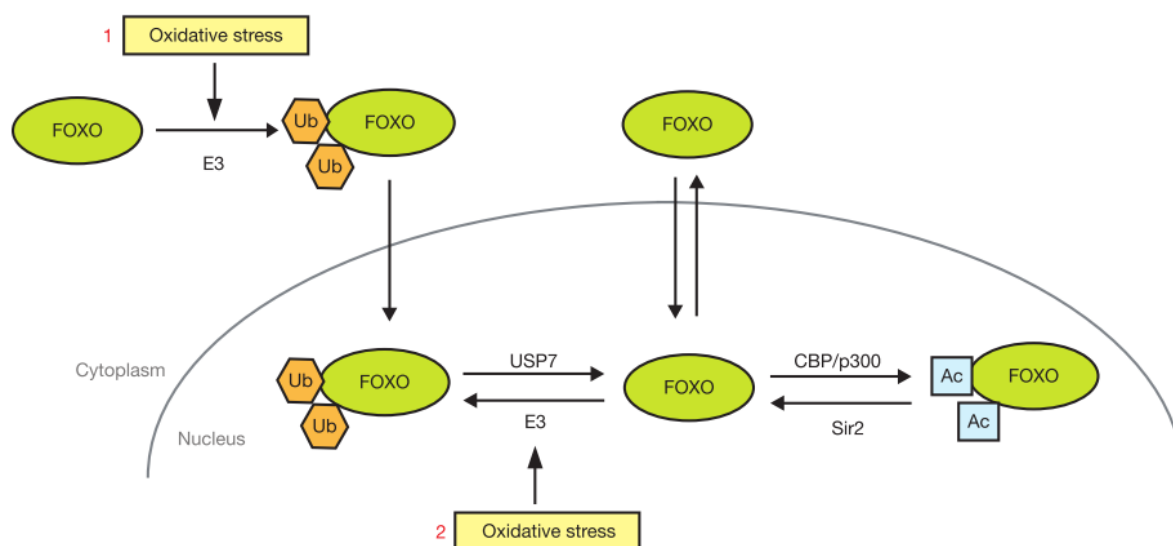 1 Oxidative stress
FOXO
Ub
FOXO
FOXO
E3
Ub
Cytoplasm
USP7
CBP/p300
Ub
FOXO
FOXO
Ac
FOXO
Nucleus
Ub
E3
Sir2
Ac
2 Oxidative stress